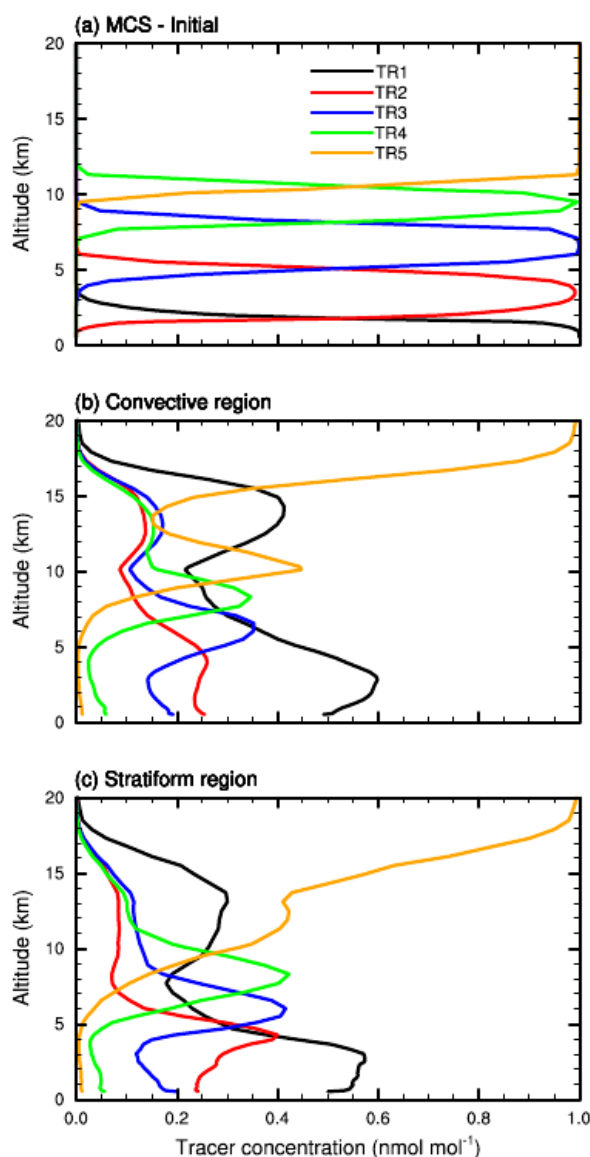 (a) MCS - Initial
20
15
10
5
0
Altitude (km)
TR1
TR2
TR3
TR4
TR5
(b) Convective region
20
15
10
5
0
Altitude (km)
(c) Stratiform region
20
15
10
5
0
Altitude (km)
0.0 0.2 0.4 0.6 0.8 1.0
Tracer concentration (nmol mol⁻¹)